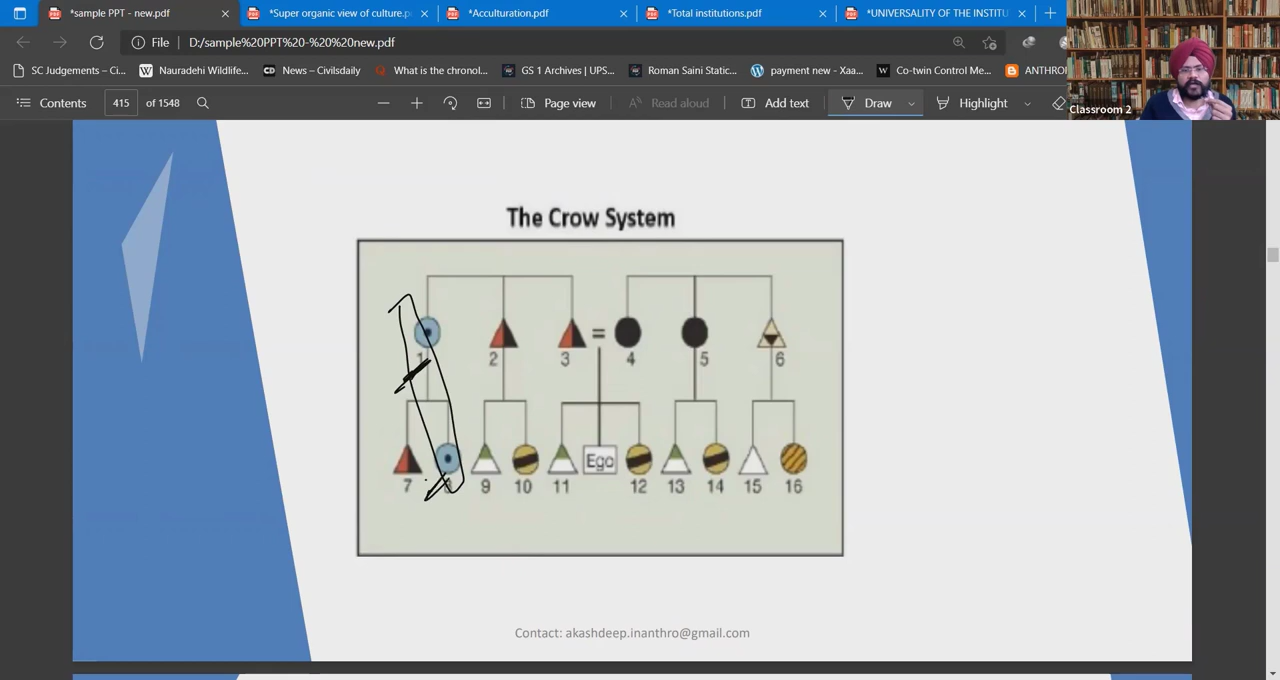 *sample PPT - new.pdf
*Super organic view of culture.p
*Acculturation.pdf
*Total institutions.pdf
*UNIVERSALITY OF THE INSTITU
File
D:/sample%20PPT%20-%20%20new.pdf
SC Judgements – Ci...
Nauradehi Wildlife...
News – Civilsdaily
What is the chronol...
GS 1 Archives | UPS...
Roman Saini Static...
payment new - Xaa...
Co-twin Control Me...
ANTHRO
Classroom 2
Contents
415
of 1548
Page view
Read aloud
Add text
Draw
Highlight
The Crow System
1
2
3
=
4
5
6
Ego
7
8
9
10
11
12
13
14
15
16
Contact: akashdeep.inanthro@gmail.com